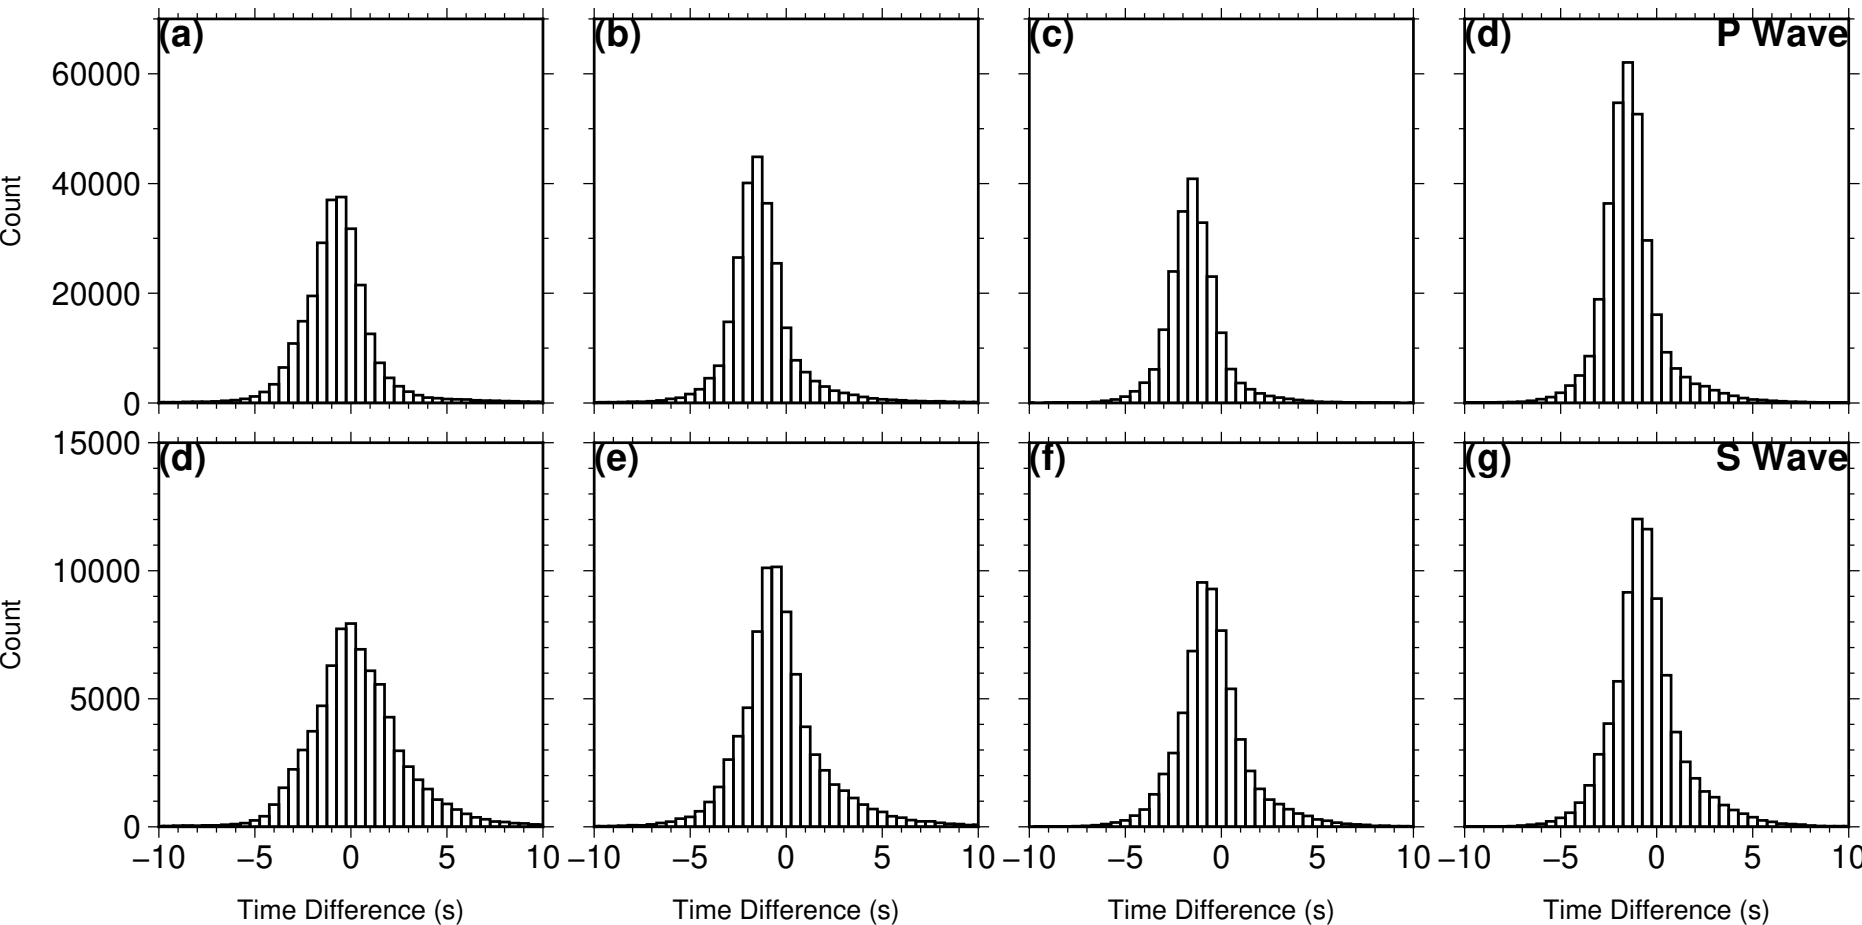 (a) (b) (c) (d) P Wave
60000
40000
20000
0
Count
(d) (e) (f) (g) S Wave
15000
10000
5000
0
Count
−10 −5 0 5 10 −10 −5 0 5 10 −10 −5 0 5 10 −10 −5 0 5 10
Time Difference (s) Time Difference (s) Time Difference (s) Time Difference (s)